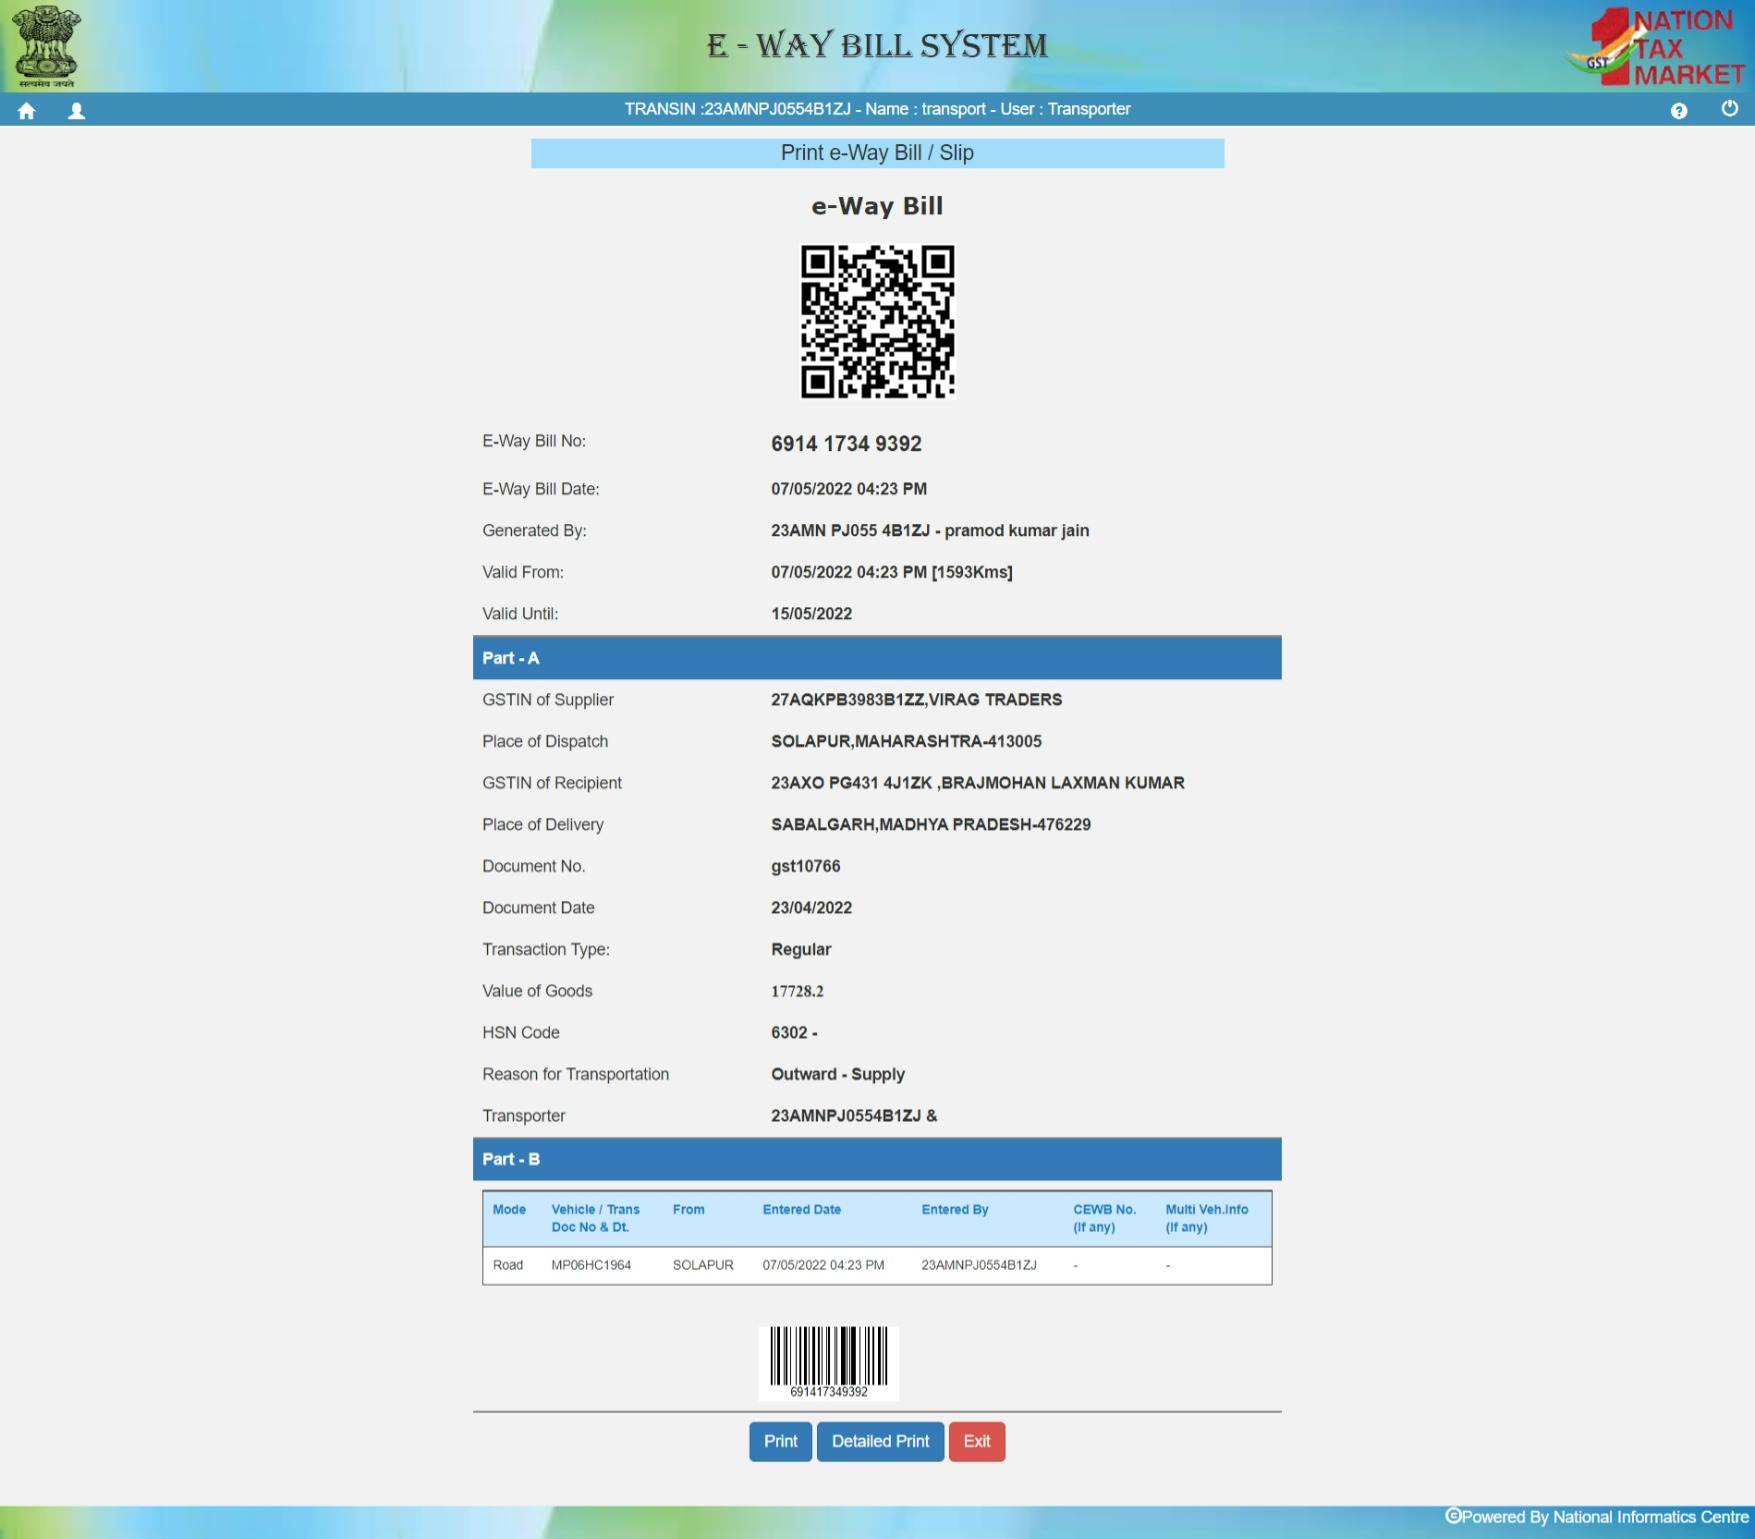 सत्यमेव जयते
E - WAY BILL SYSTEM
GST
1 NATION
TAX
MARKET
TRANSIN :23AMNPJ0554B1ZJ - Name : transport - User : Transporter
Print e-Way Bill / Slip
e-Way Bill
E-Way Bill No: 6914 1734 9392
E-Way Bill Date: 07/05/2022 04:23 PM
Generated By: 23AMN PJ055 4B1ZJ - pramod kumar jain
Valid From: 07/05/2022 04:23 PM [1593Kms]
Valid Until: 15/05/2022
Part - A
GSTIN of Supplier 27AQKPB3983B1ZZ,VIRAG TRADERS
Place of Dispatch SOLAPUR,MAHARASHTRA-413005
GSTIN of Recipient 23AXO PG431 4J1ZK ,BRAJMOHAN LAXMAN KUMAR
Place of Delivery SABALGARH,MADHYA PRADESH-476229
Document No. gst10766
Document Date 23/04/2022
Transaction Type: Regular
Value of Goods 17728.2
HSN Code 6302 -
Reason for Transportation Outward - Supply
Transporter 23AMNPJ0554B1ZJ &
Part - B
Mode Vehicle / Trans From Entered Date Entered By CEWB No. Multi Veh.Info
Doc No & Dt. (If any) (If any)
Road MP06HC1964 SOLAPUR 07/05/2022 04:23 PM 23AMNPJ0554B1ZJ - -
691417349392
Print Detailed Print Exit
©Powered By National Informatics Centre